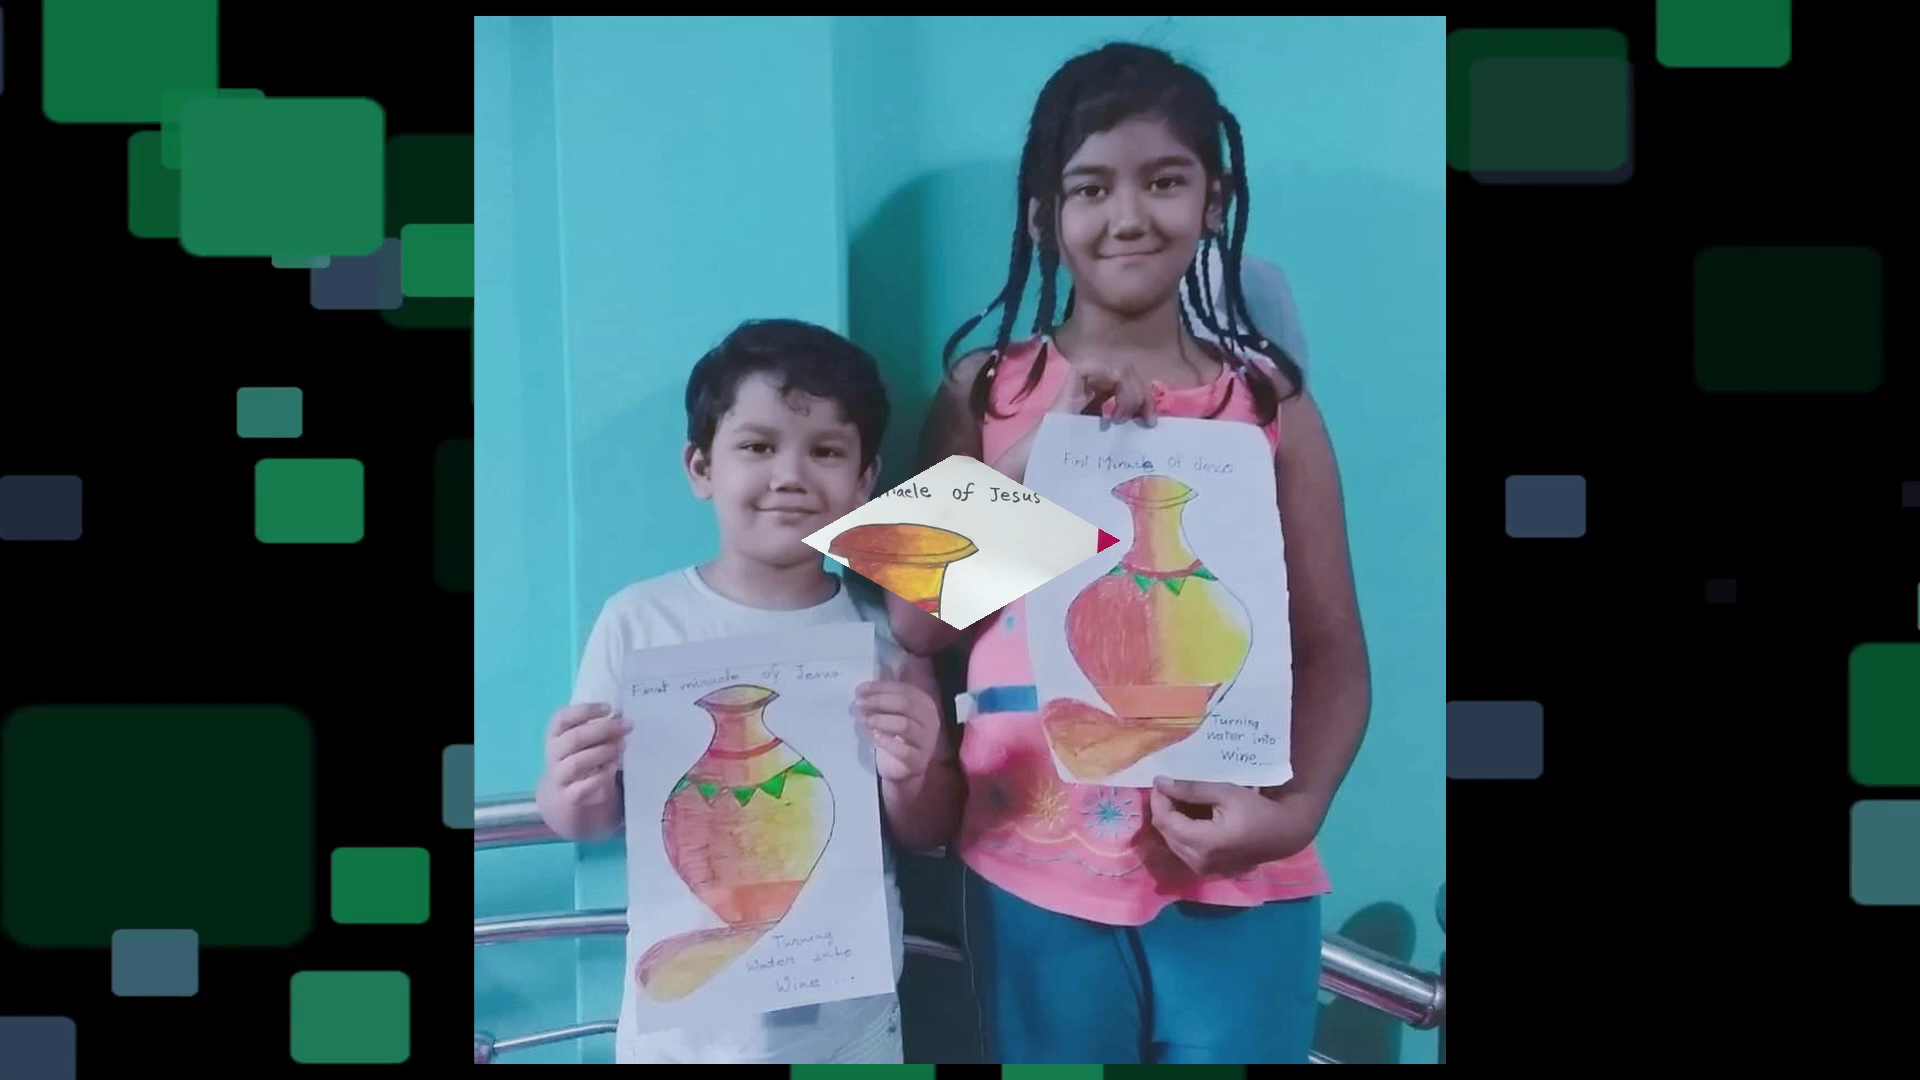 First Miracle Of Jesus
Turning
water into
Wine...
of Jesus
First miracle of Jesus
Turning
Water into
Wine ...